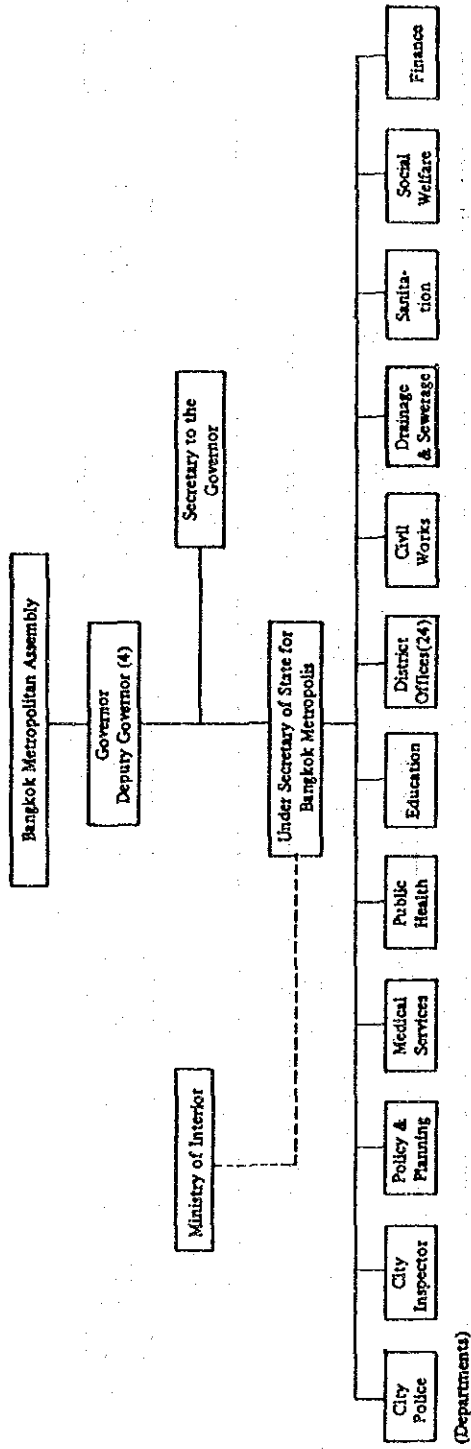 Bangkok Metropolitan Assembly
Governor
Deputy Governor (4)
Secretary to the
Governor
Ministry of Interior
Under Secretary of State for
Bangkok Metropolis
City
Police
City
Inspector
Policy &
Planning
Medical
Services
Public
Health
Education
District
Offices(24)
Civil
Works
Drainage
& Sewerage
Sanita-
tion
Social
Welfare
Finance
(Departments)